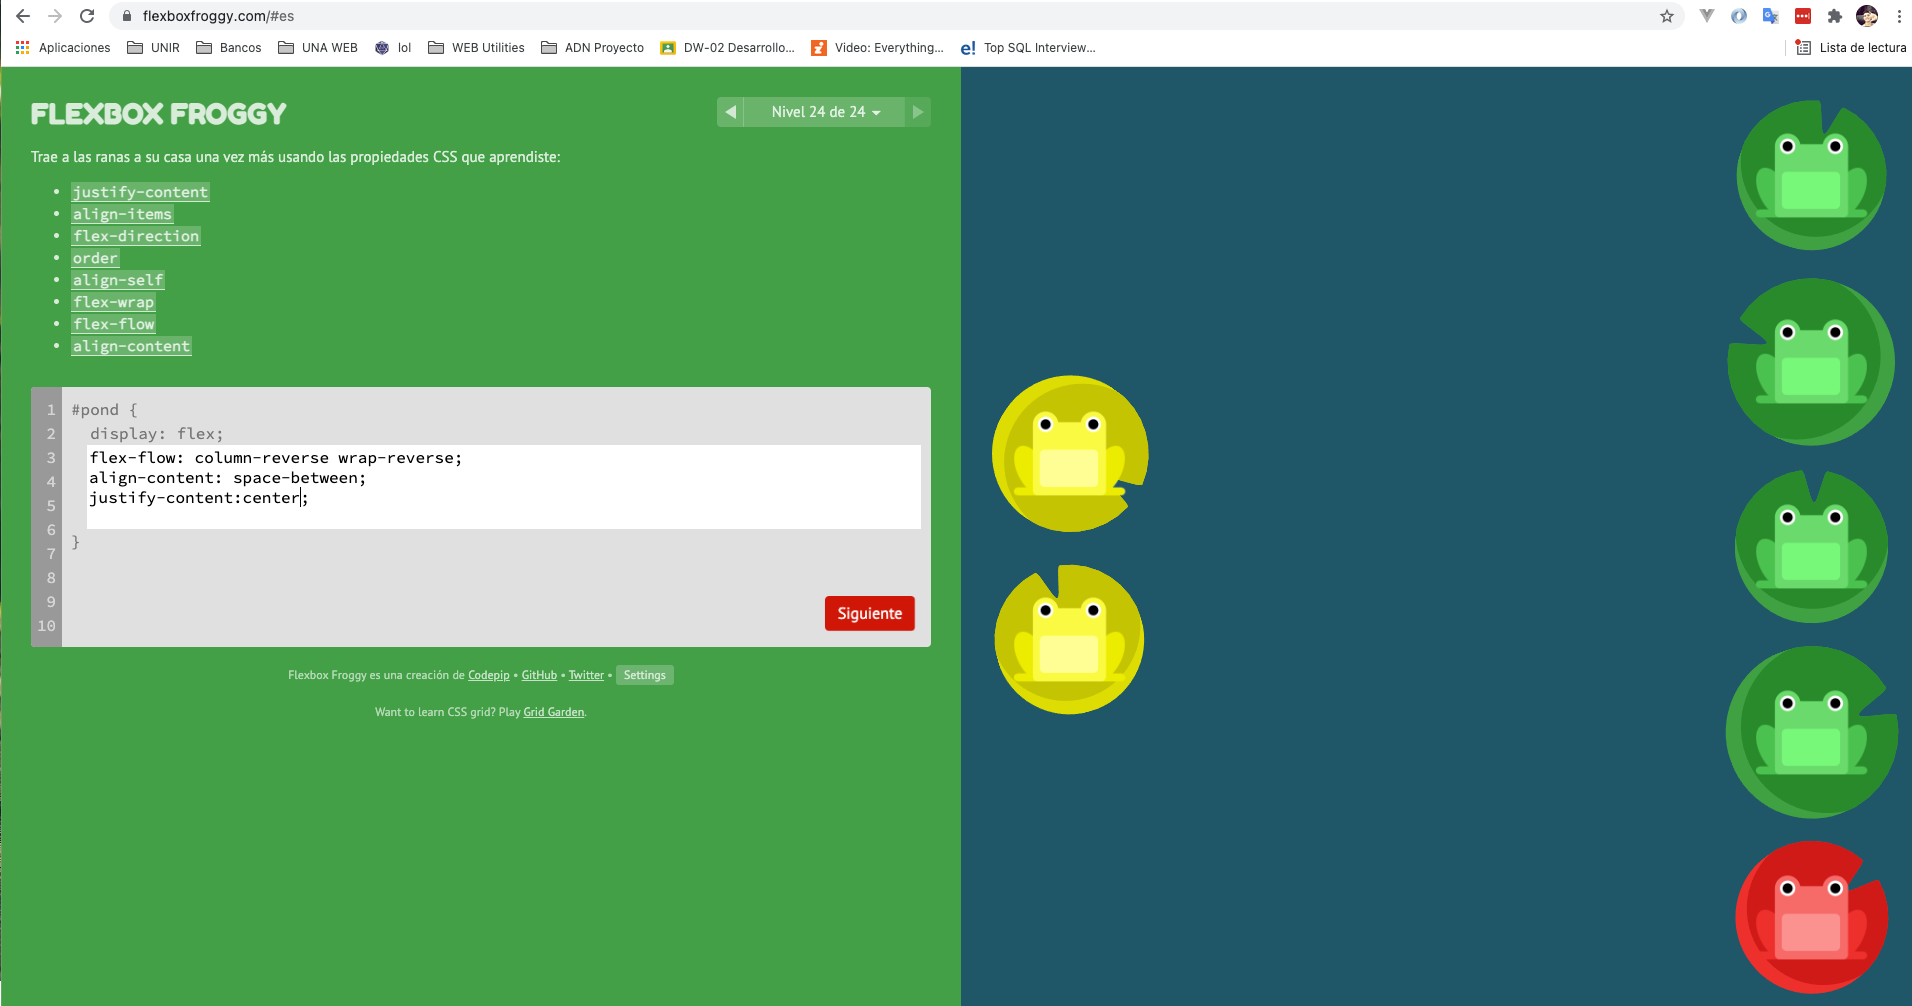 flexboxfroggy.com/#es
Aplicaciones UNIR Bancos UNA WEB lol WEB Utilities ADN Proyecto DW-02 Desarrollo... Video: Everything... e! Top SQL Interview... Lista de lectura
FLEXBOX FROGGY
Nivel 24 de 24
Trae a las ranas a su casa una vez más usando las propiedades CSS que aprendiste:
• justify-content
• align-items
• flex-direction
• order
• align-self
• flex-wrap
• flex-flow
• align-content
1 #pond {
2 display: flex;
3 flex-flow: column-reverse wrap-reverse;
4 align-content: space-between;
5 justify-content:center;
6 }
7
8
9
10
Siguiente
Flexbox Froggy es una creación de Codepip • GitHub • Twitter • Settings
Want to learn CSS grid? Play Grid Garden.